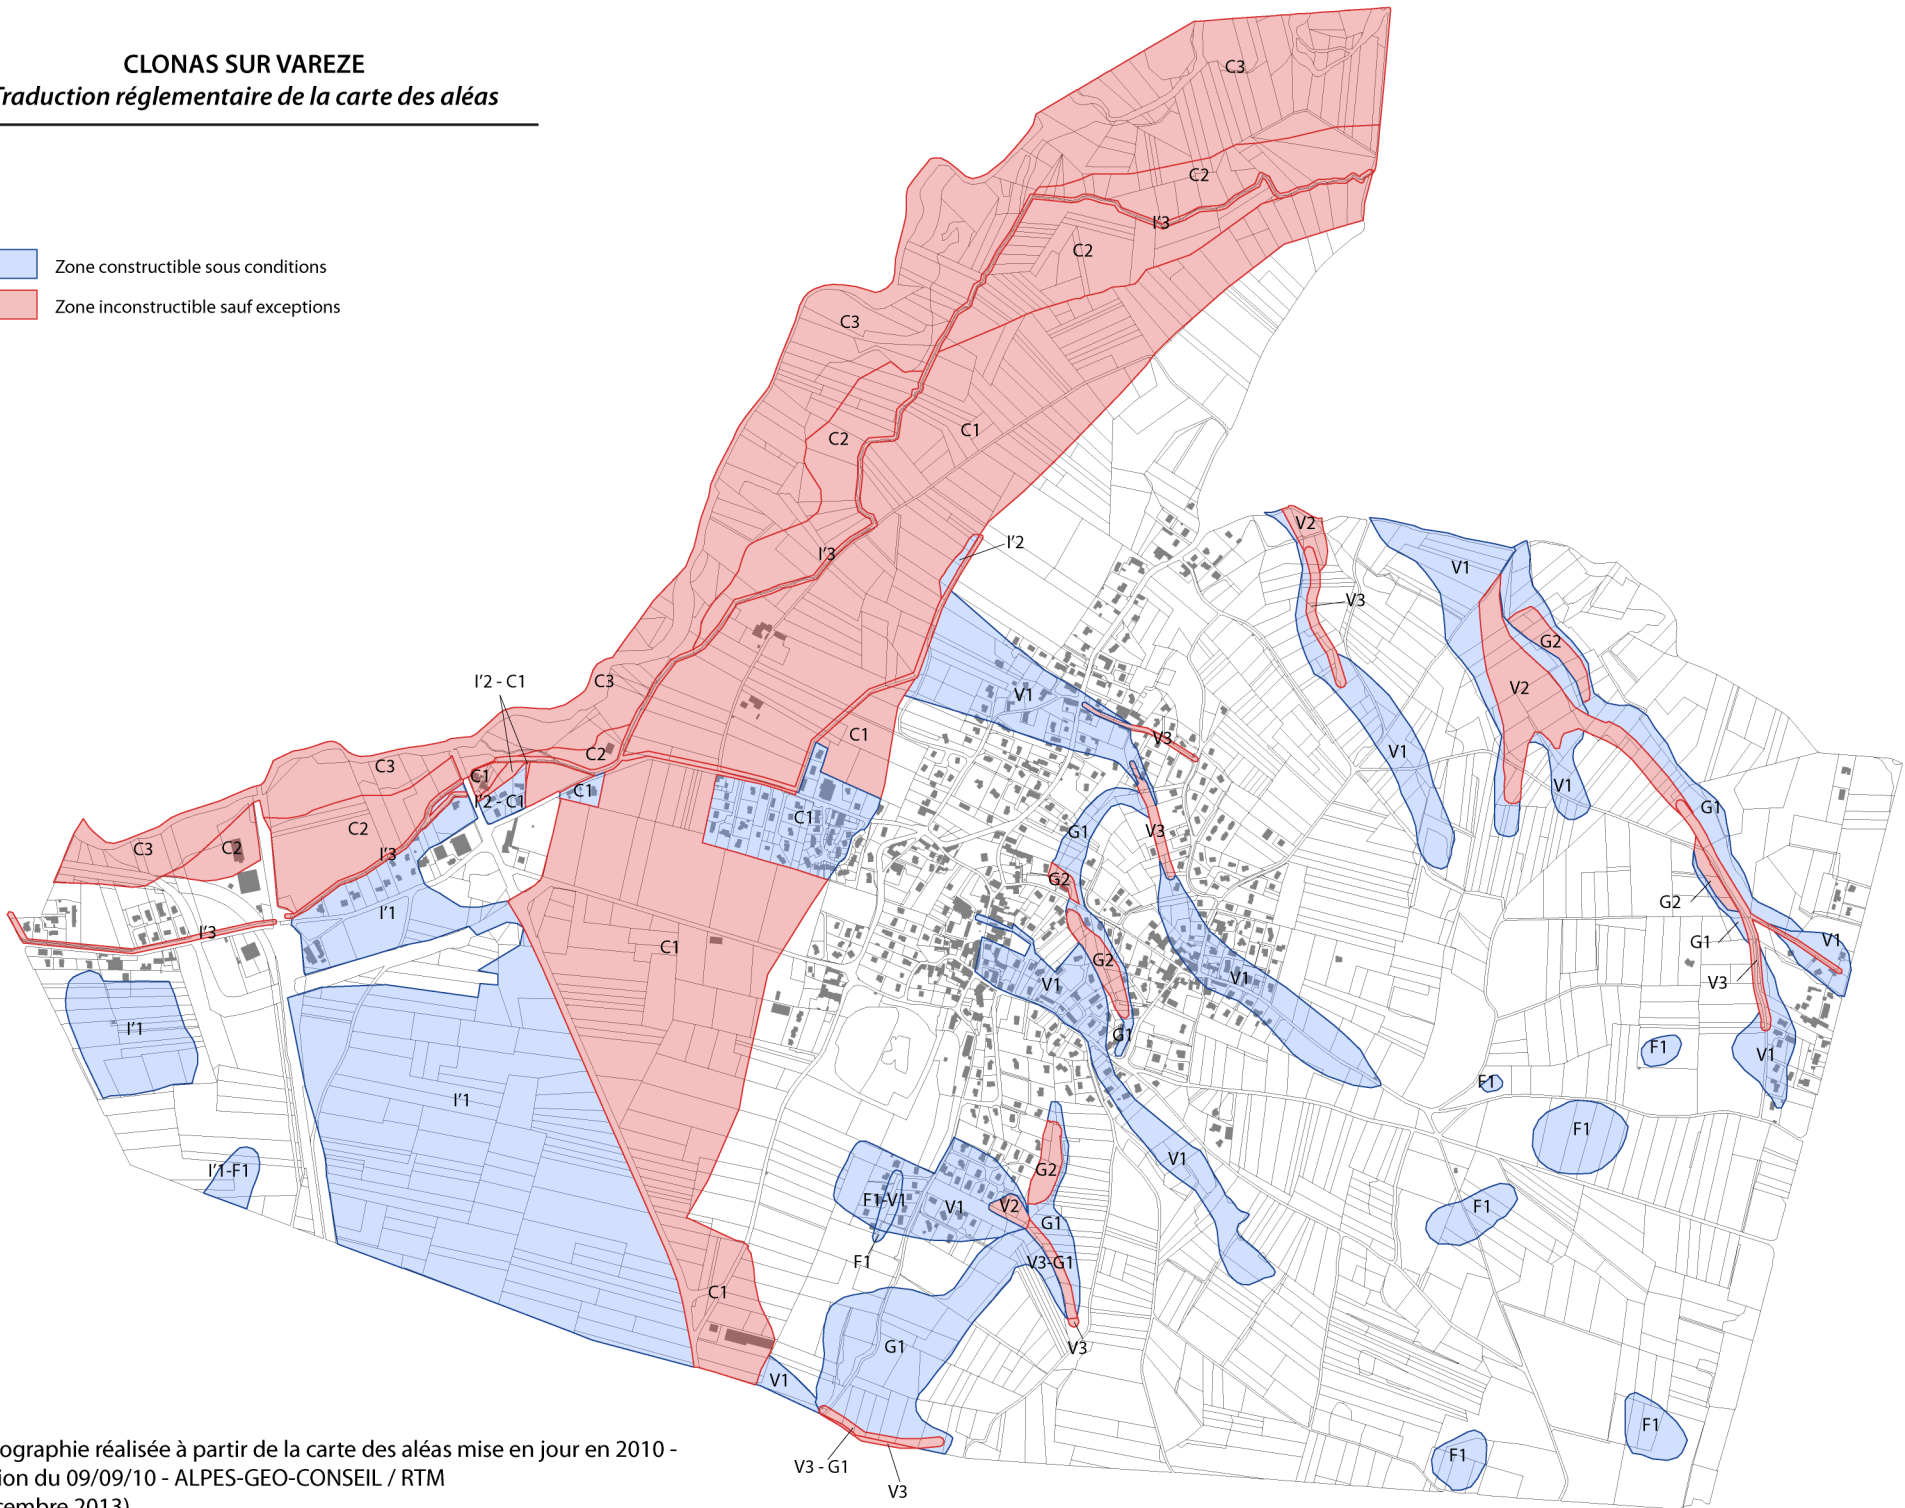 CLONAS SUR VAREZE
Traduction réglementaire de la carte des aléas
Zone constructible sous conditions
Zone inconstructible sauf exceptions
C3
C2
I'3
C2
C3
C1
C2
I'3
I'2
V2
V1
V3
G2
V2
V1
V1
V1
V3
I'2 - C1
C3
C1
C2
C3
C1
I'2 - C1
C1
C1
C2
I'3
C3
C2
I'1
I'3
C1
G1
V3
G2
G2
V1
V1
G1
G1
G2
G1
V3
V1
V1
I'1
I'1
I'1-F1
F1
F1
F1
F1
F1
F1
V1
G2
F1-V1
V1
V2
G1
F1
V3-G1
V3
C1
G1
V1
V3 - G1
V3
ographie réalisée à partir de la carte des aléas mise en jour en 2010 -
ion du 09/09/10 - ALPES-GEO-CONSEIL / RTM
cembre 2013)